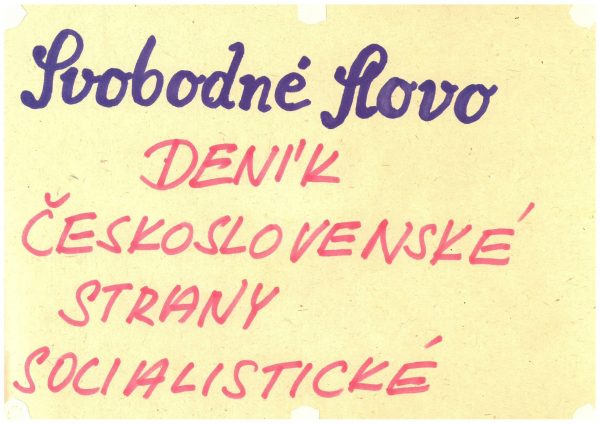 Svobodné slovo
DENÍK
ČESKOSLOVENSKÉ
STRANY
SOCIALISTICKÉ